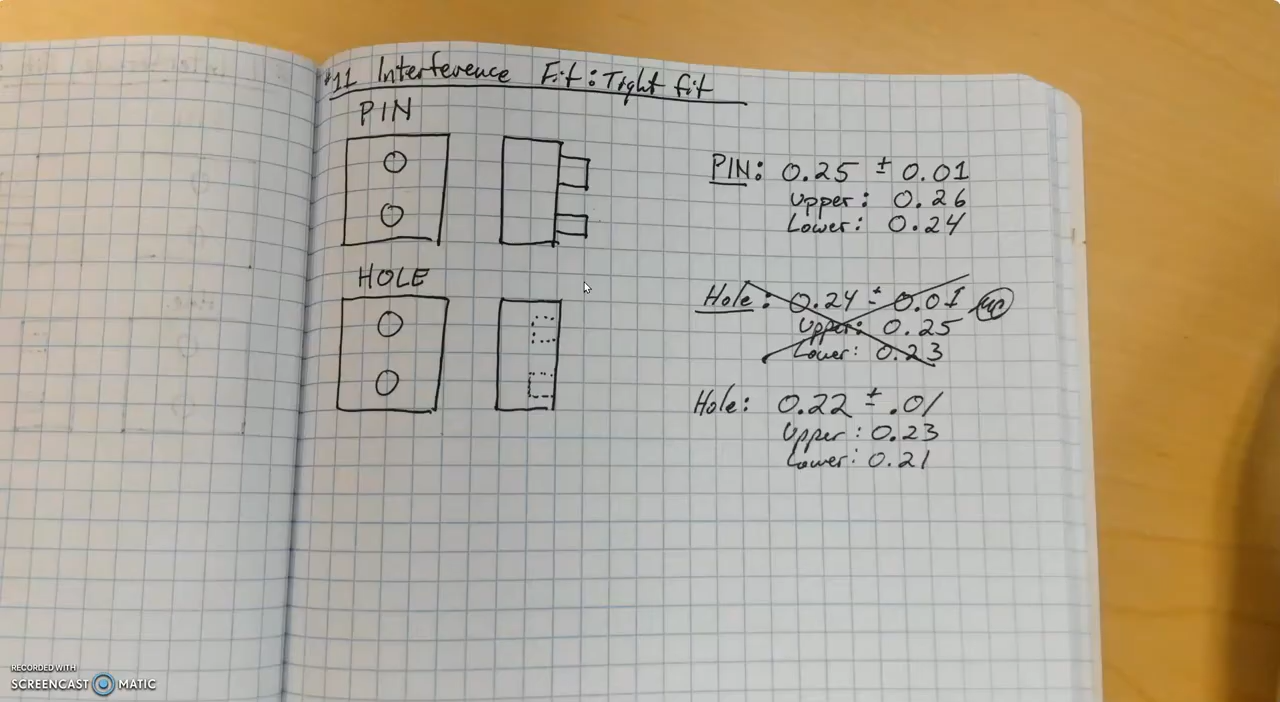 #11 Interference Fit: Tight fit
PIN
PIN: 0.25 ± 0.01
Upper: 0.26
Lower: 0.24
HOLE
Hole: 0.24 ± 0.01
Upper: 0.25
Lower: 0.23
Hole: 0.22 ± .01
Upper: 0.23
Lower: 0.21
RECORDED WITH
SCREENCAST MATIC